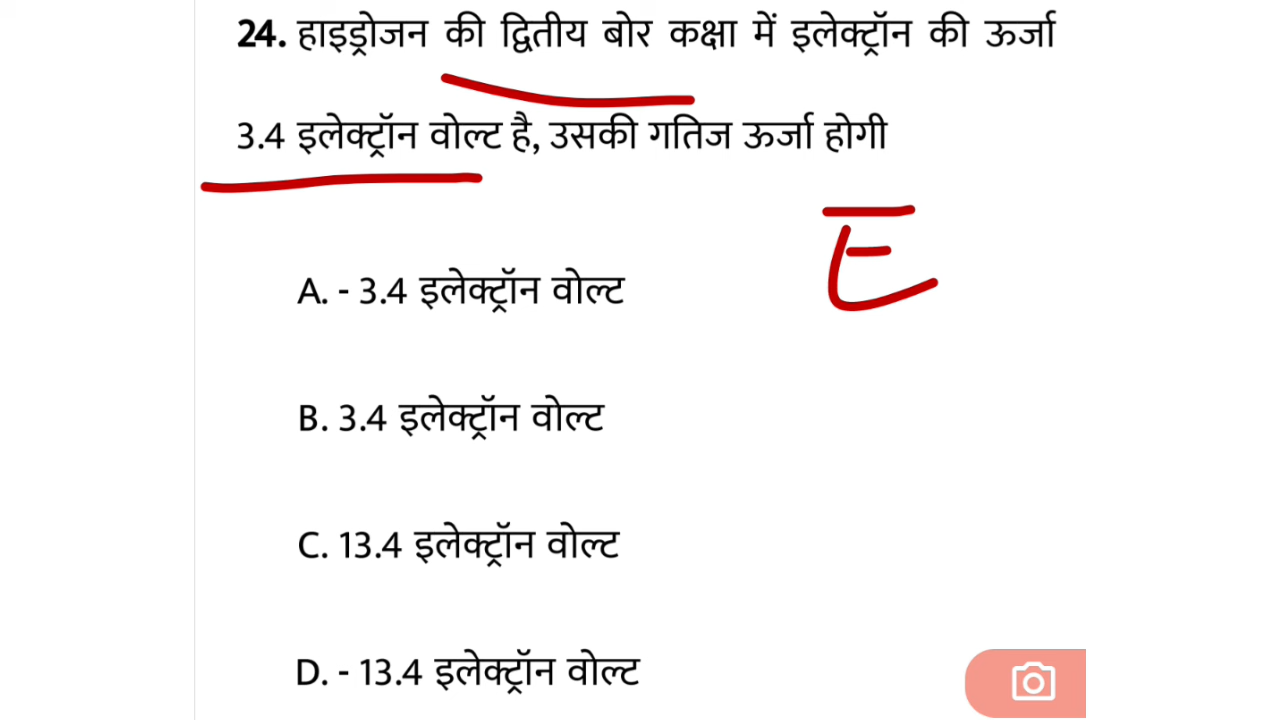 24. हाइड्रोजन की द्वितीय बोर कक्षा में इलेक्ट्रॉन की ऊर्जा
3.4 इलेक्ट्रॉन वोल्ट है, उसकी गतिज ऊर्जा होगी
E
A. - 3.4 इलेक्ट्रॉन वोल्ट
B. 3.4 इलेक्ट्रॉन वोल्ट
C. 13.4 इलेक्ट्रॉन वोल्ट
D. - 13.4 इलेक्ट्रॉन वोल्ट